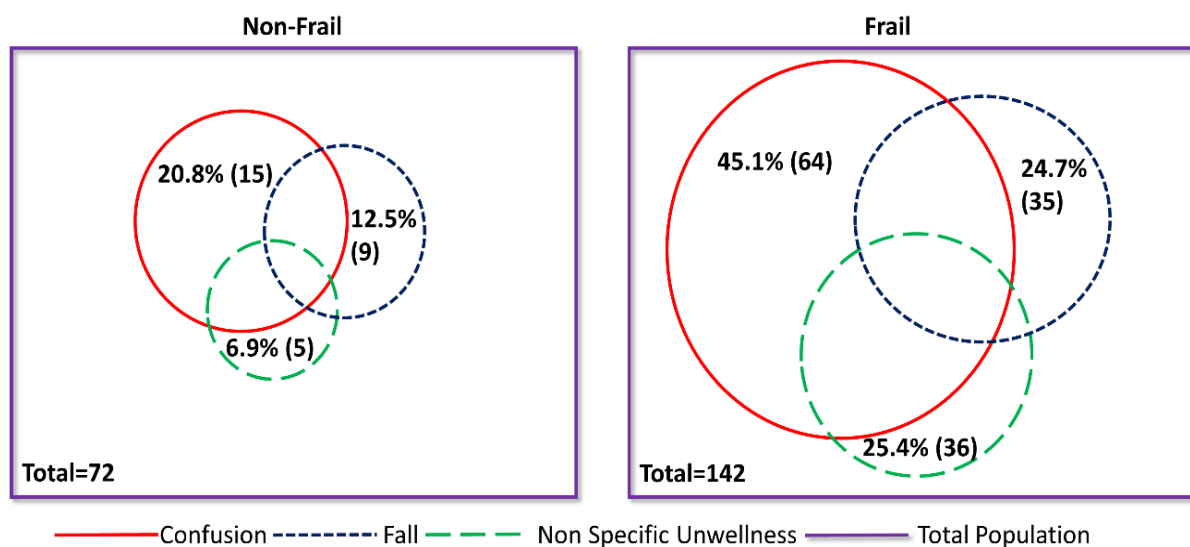 Non-Frail
Frail
20.8% (15)
12.5%
(9)
6.9% (5)
Total=72
45.1% (64)
24.7%
(35)
25.4% (36)
Total=142
Confusion Fall Non Specific Unwellness Total Population